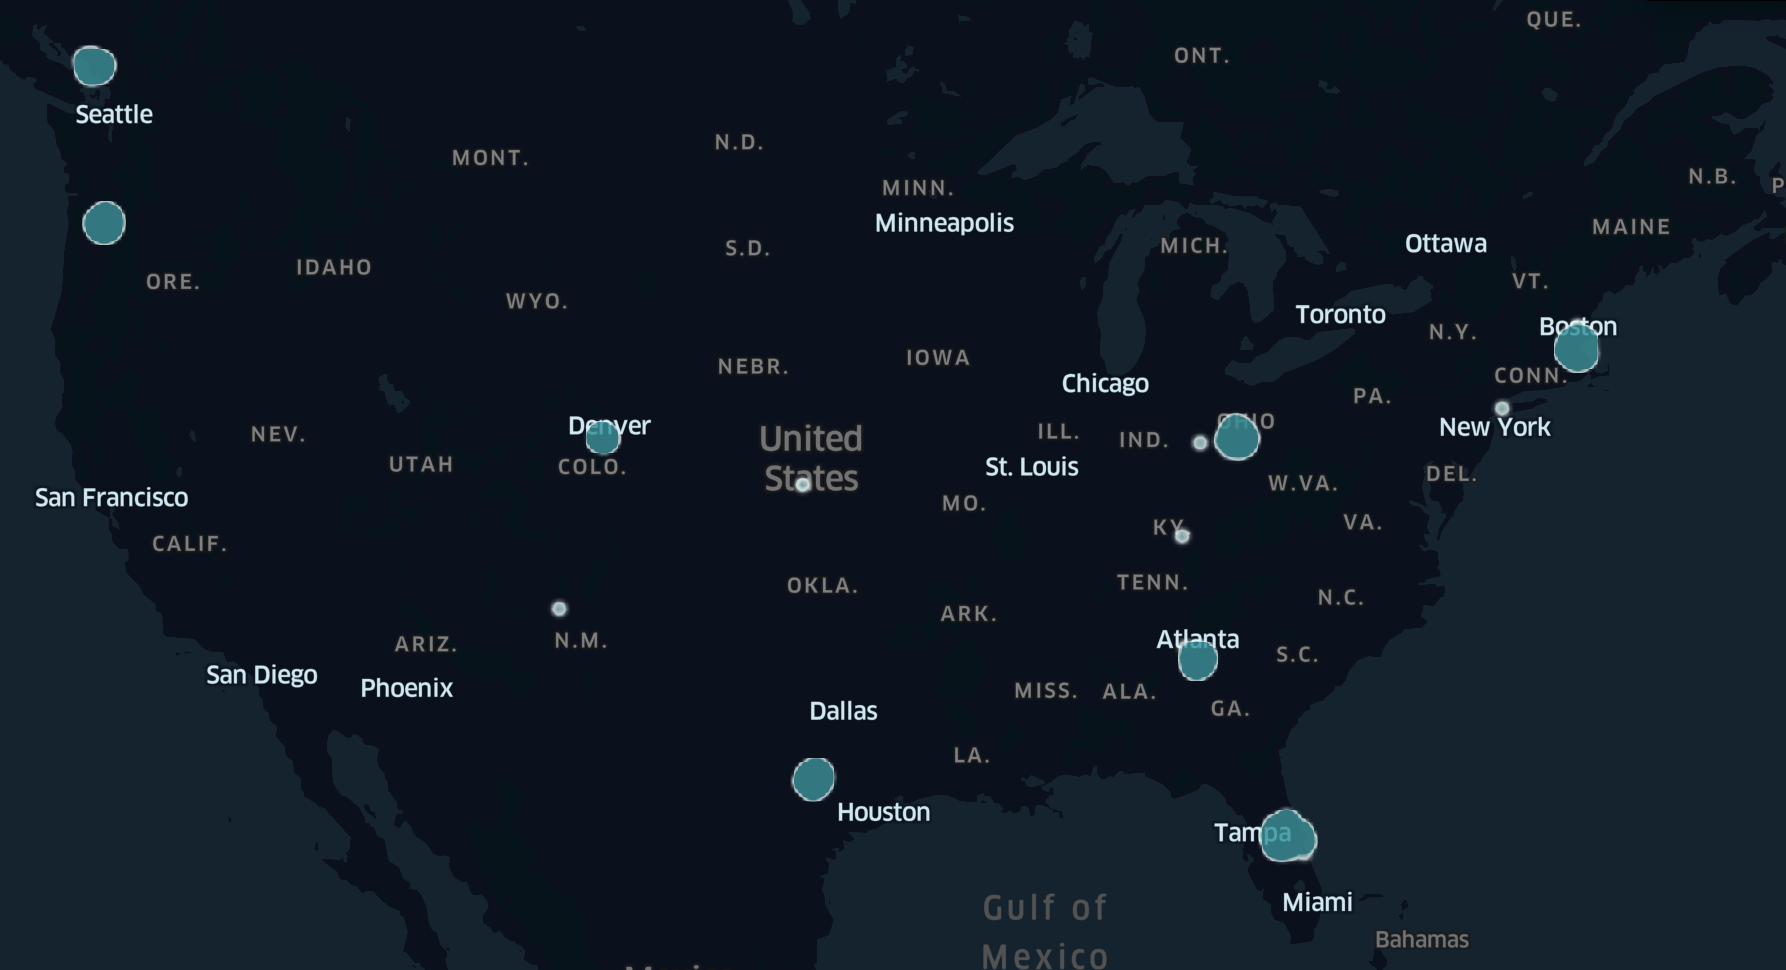 QUE.
ONT.
Seattle
N.D.
MONT.
N.B.
MINN.
Minneapolis
MAINE
MICH.
Ottawa
S.D.
IDAHO
ORE.
VT.
WYO.
Toronto
Boston
N.Y.
IOWA
NEBR.
CONN.
Chicago
PA.
OHIO
Denver
New York
NEV.
ILL.
IND.
United
States
UTAH
COLO.
St. Louis
DEL.
W.VA.
San Francisco
MO.
VA.
KY.
CALIF.
TENN.
OKLA.
N.C.
ARK.
Atlanta
N.M.
ARIZ.
S.C.
San Diego
Phoenix
MISS.
ALA.
GA.
Dallas
LA.
Houston
Tampa
Miami
Gulf of
Mexico
Bahamas